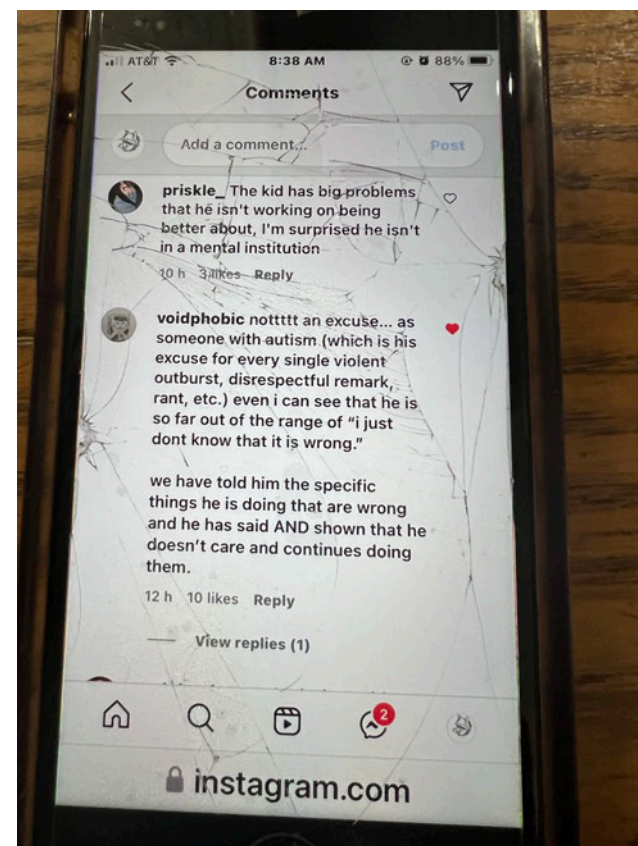 AT&T 8:38 AM 88%
Comments
Add a comment... Post
priskle_ The kid has big problems
that he isn't working on being
better about, I'm surprised he isn't
in a mental institution
10 h 3 likes Reply
voidphobic nottttt an excuse... as
someone with autism (which is his
excuse for every single violent
outburst, disrespectful remark,
rant, etc.) even i can see that he is
so far out of the range of “i just
dont know that it is wrong.”
we have told him the specific
things he is doing that are wrong
and he has said AND shown that he
doesn’t care and continues doing
them.
12 h 10 likes Reply
View replies (1)
2
instagram.com